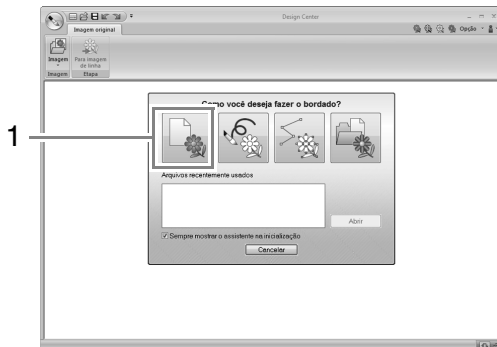 Design Center
Imagem original
Opção
Imagem
Para imagem
de linha
Imagem
Etapa
Como você deseja fazer o bordado?
1
Arquivos recentemente usados
Abrir
Sempre mostrar o assistente na inicialização
Cancelar